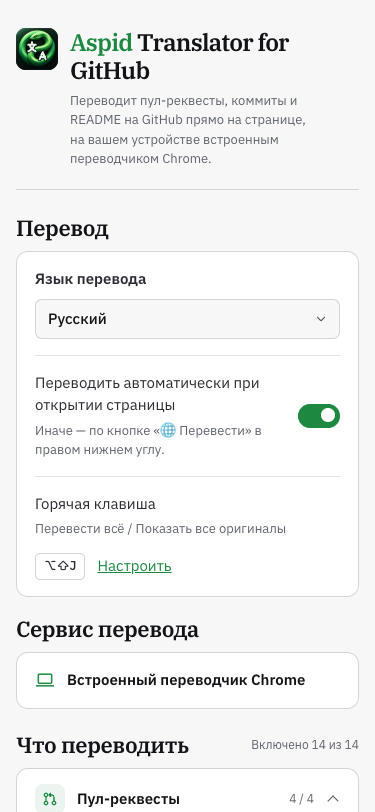 Aspid Translator for
GitHub
Переводит пул-реквесты, коммиты и
README на GitHub прямо на странице,
на вашем устройстве встроенным
переводчиком Chrome.
Перевод
Язык перевода
Русский
Переводить автоматически при
открытии страницы
Иначе — по кнопке «🌐 Перевести» в
правом нижнем углу.
Горячая клавиша
Перевести всё / Показать все оригиналы
⌥⇧J Настроить
Сервис перевода
Встроенный переводчик Chrome
Что переводить Включено 14 из 14
Пул-реквесты 4 / 4